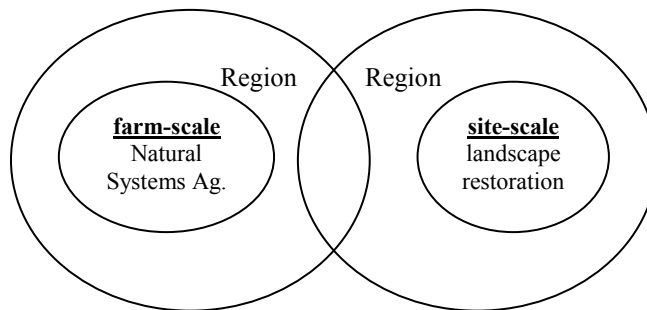 Region
Region
farm-scale
Natural
Systems Ag.
site-scale
landscape
restoration